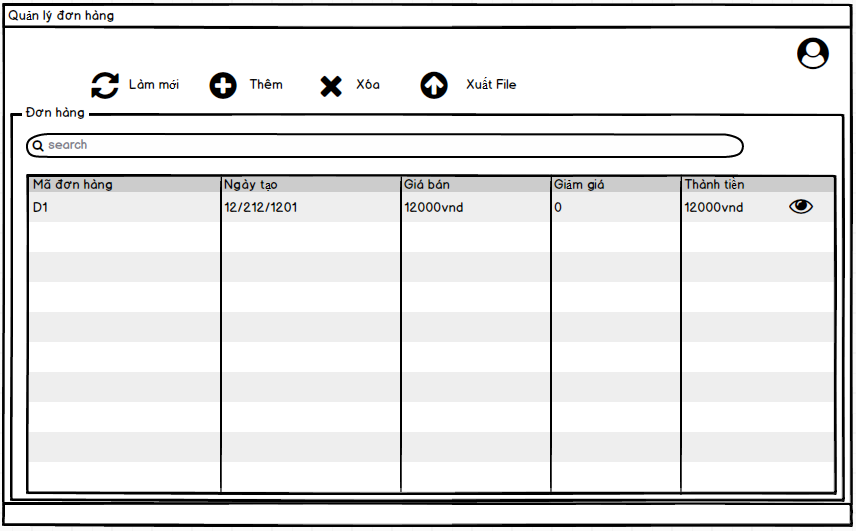 Quản lý đơn hàng
Làm mới Thêm Xóa Xuất File
Đơn hàng
search
Mã đơn hàng Ngày tạo Giá bán Giảm giá Thành tiền
D1 12/212/1201 12000vnd 0 12000vnd